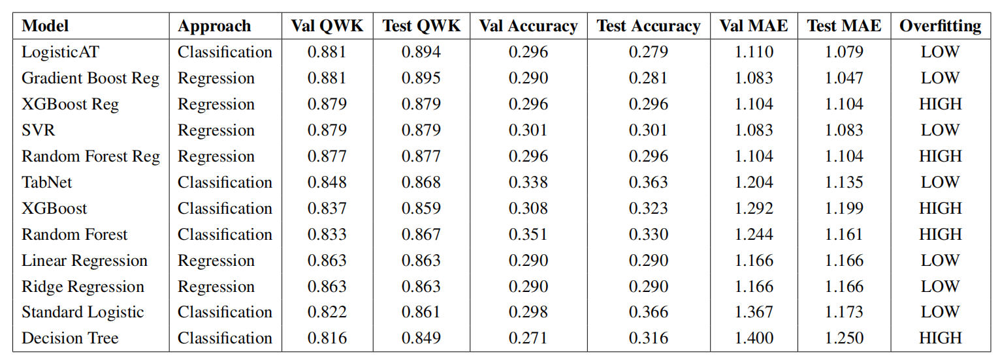 Model Approach Val QWK Test QWK Val Accuracy Test Accuracy Val MAE Test MAE Overfitting
LogisticAT Classification 0.881 0.894 0.296 0.279 1.110 1.079 LOW
Gradient Boost Reg Regression 0.881 0.895 0.290 0.281 1.083 1.047 LOW
XGBoost Reg Regression 0.879 0.879 0.296 0.296 1.104 1.104 HIGH
SVR Regression 0.879 0.879 0.301 0.301 1.083 1.083 LOW
Random Forest Reg Regression 0.877 0.877 0.296 0.296 1.104 1.104 HIGH
TabNet Classification 0.848 0.868 0.338 0.363 1.204 1.135 LOW
XGBoost Classification 0.837 0.859 0.308 0.323 1.292 1.199 HIGH
Random Forest Classification 0.833 0.867 0.351 0.330 1.244 1.161 HIGH
Linear Regression Regression 0.863 0.863 0.290 0.290 1.166 1.166 LOW
Ridge Regression Regression 0.863 0.863 0.290 0.290 1.166 1.166 LOW
Standard Logistic Classification 0.822 0.861 0.298 0.366 1.367 1.173 LOW
Decision Tree Classification 0.816 0.849 0.271 0.316 1.400 1.250 HIGH